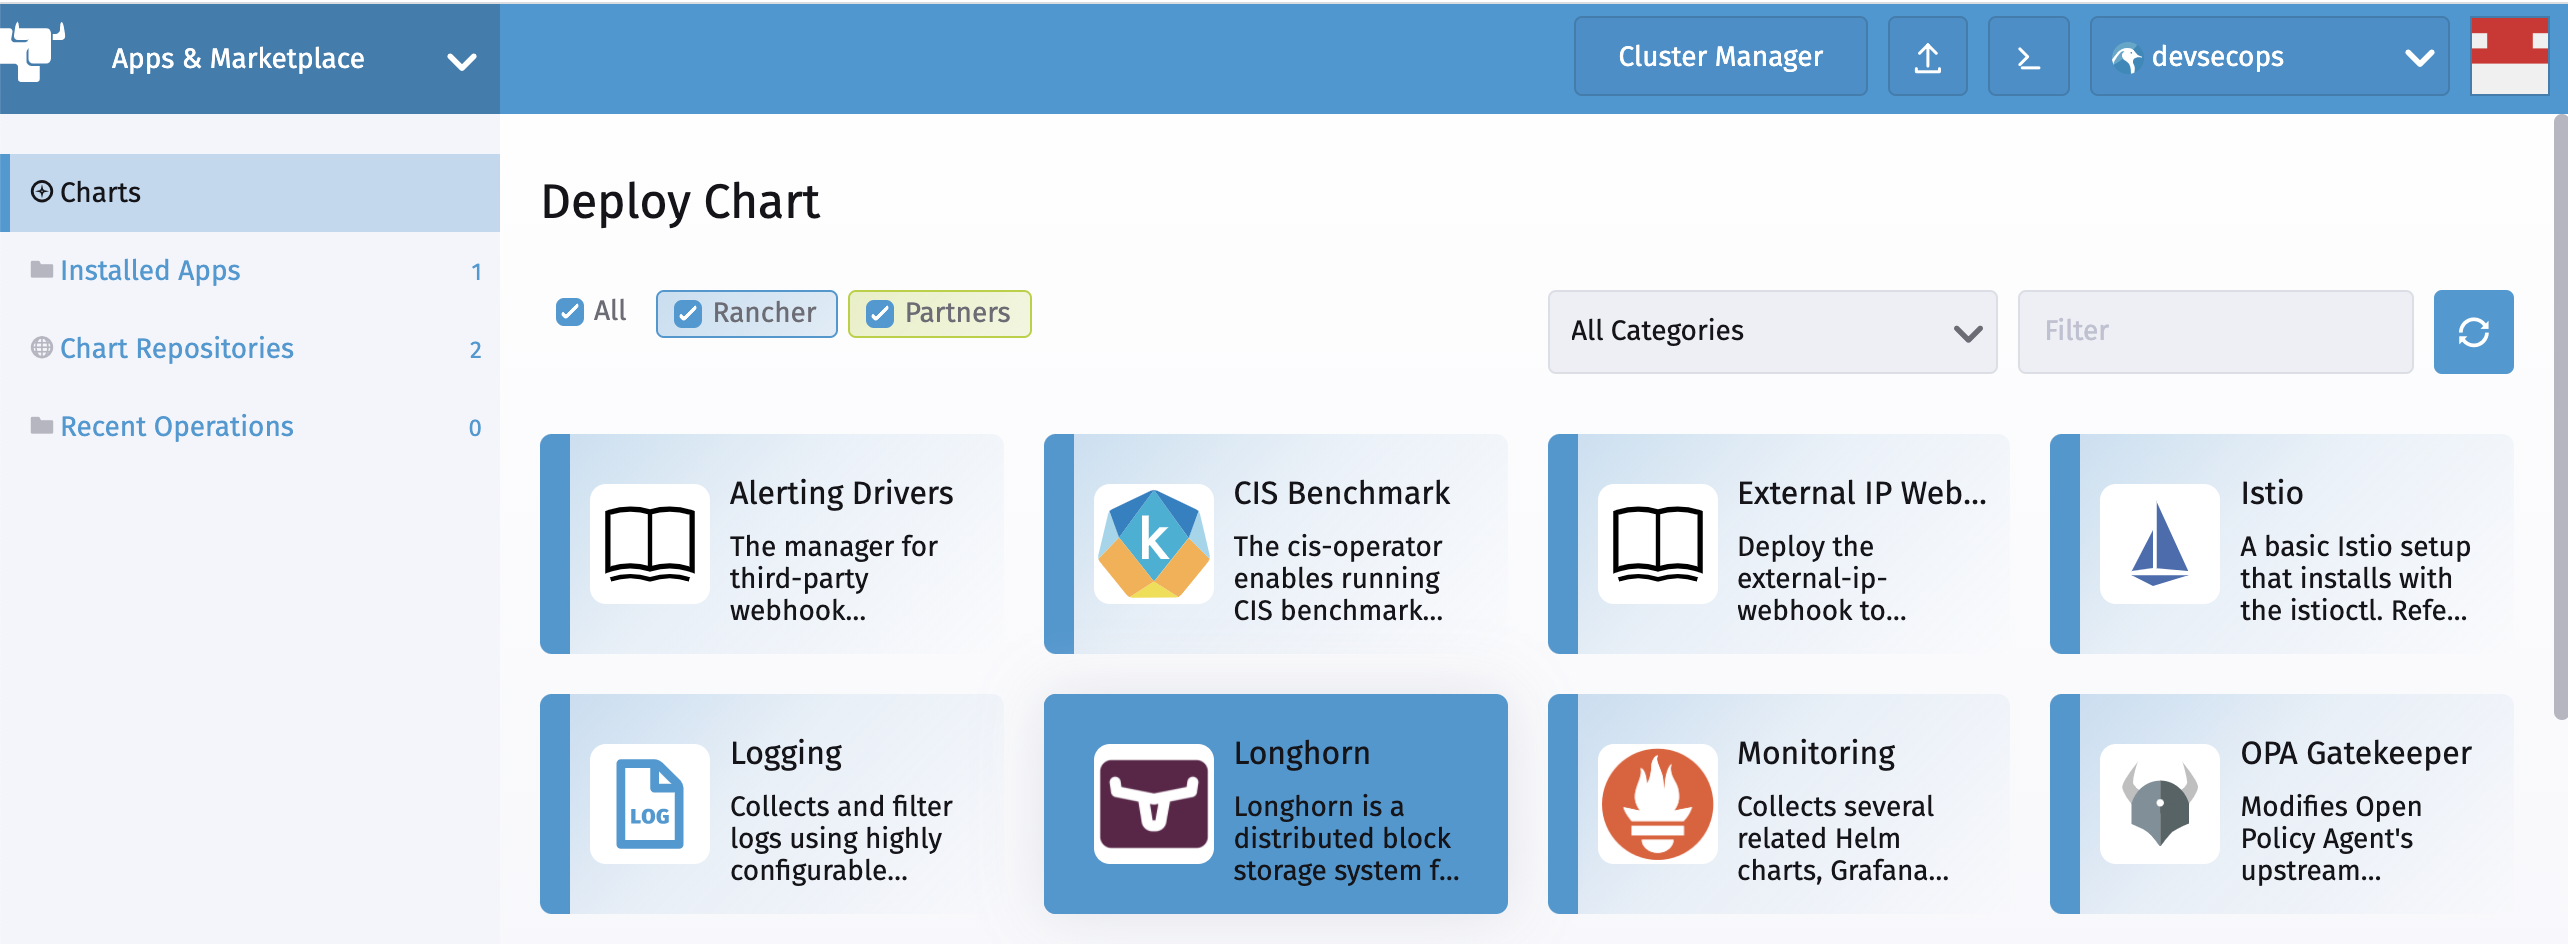 Apps & Marketplace
Cluster Manager
devsecops
Charts
Installed Apps 1
Chart Repositories 2
Recent Operations 0
Deploy Chart
All
Rancher
Partners
All Categories
Filter
Alerting Drivers
The manager for
third-party
webhook...
k
CIS Benchmark
The cis-operator
enables running
CIS benchmark...
External IP Web...
Deploy the
external-ip-
webhook to...
Istio
A basic Istio setup
that installs with
the istioctl. Refe...
LOG
Logging
Collects and filter
logs using highly
configurable...
Longhorn
Longhorn is a
distributed block
storage system f...
Monitoring
Collects several
related Helm
charts, Grafana...
OPA Gatekeeper
Modifies Open
Policy Agent's
upstream...